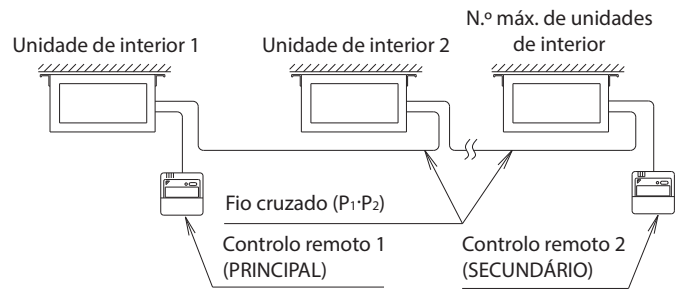 N.º máx. de unidades
de interior
Unidade de interior 1
Unidade de interior 2
Fio cruzado (P₁·P₂)
Controlo remoto 1
(PRINCIPAL)
Controlo remoto 2
(SECUNDÁRIO)